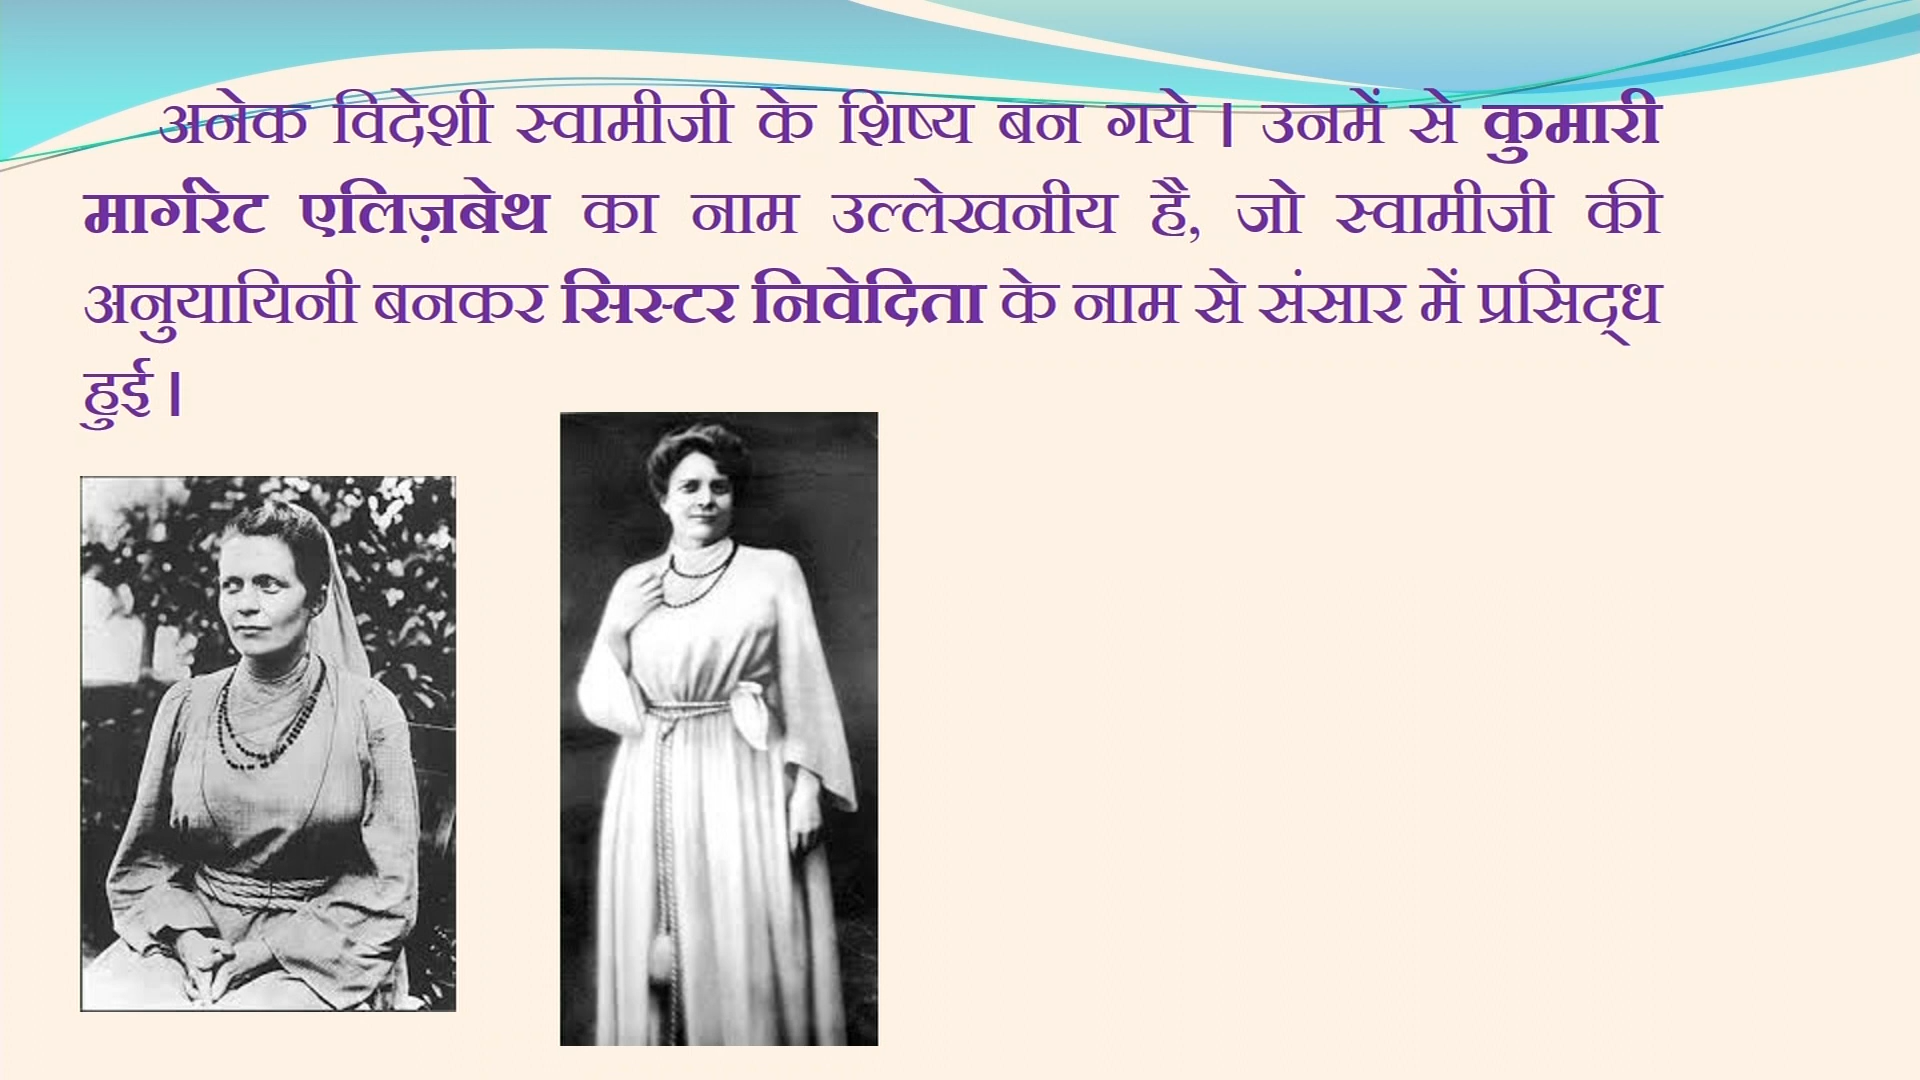 अनेक विदेशी स्वामीजी के शिष्य बन गये । उनमें से कुमारी
मार्गरेट एलिज़बेथ का नाम उल्लेखनीय है, जो स्वामीजी की
अनुयायिनी बनकर सिस्टर निवेदिता के नाम से संसार में प्रसिद्ध
हुई ।